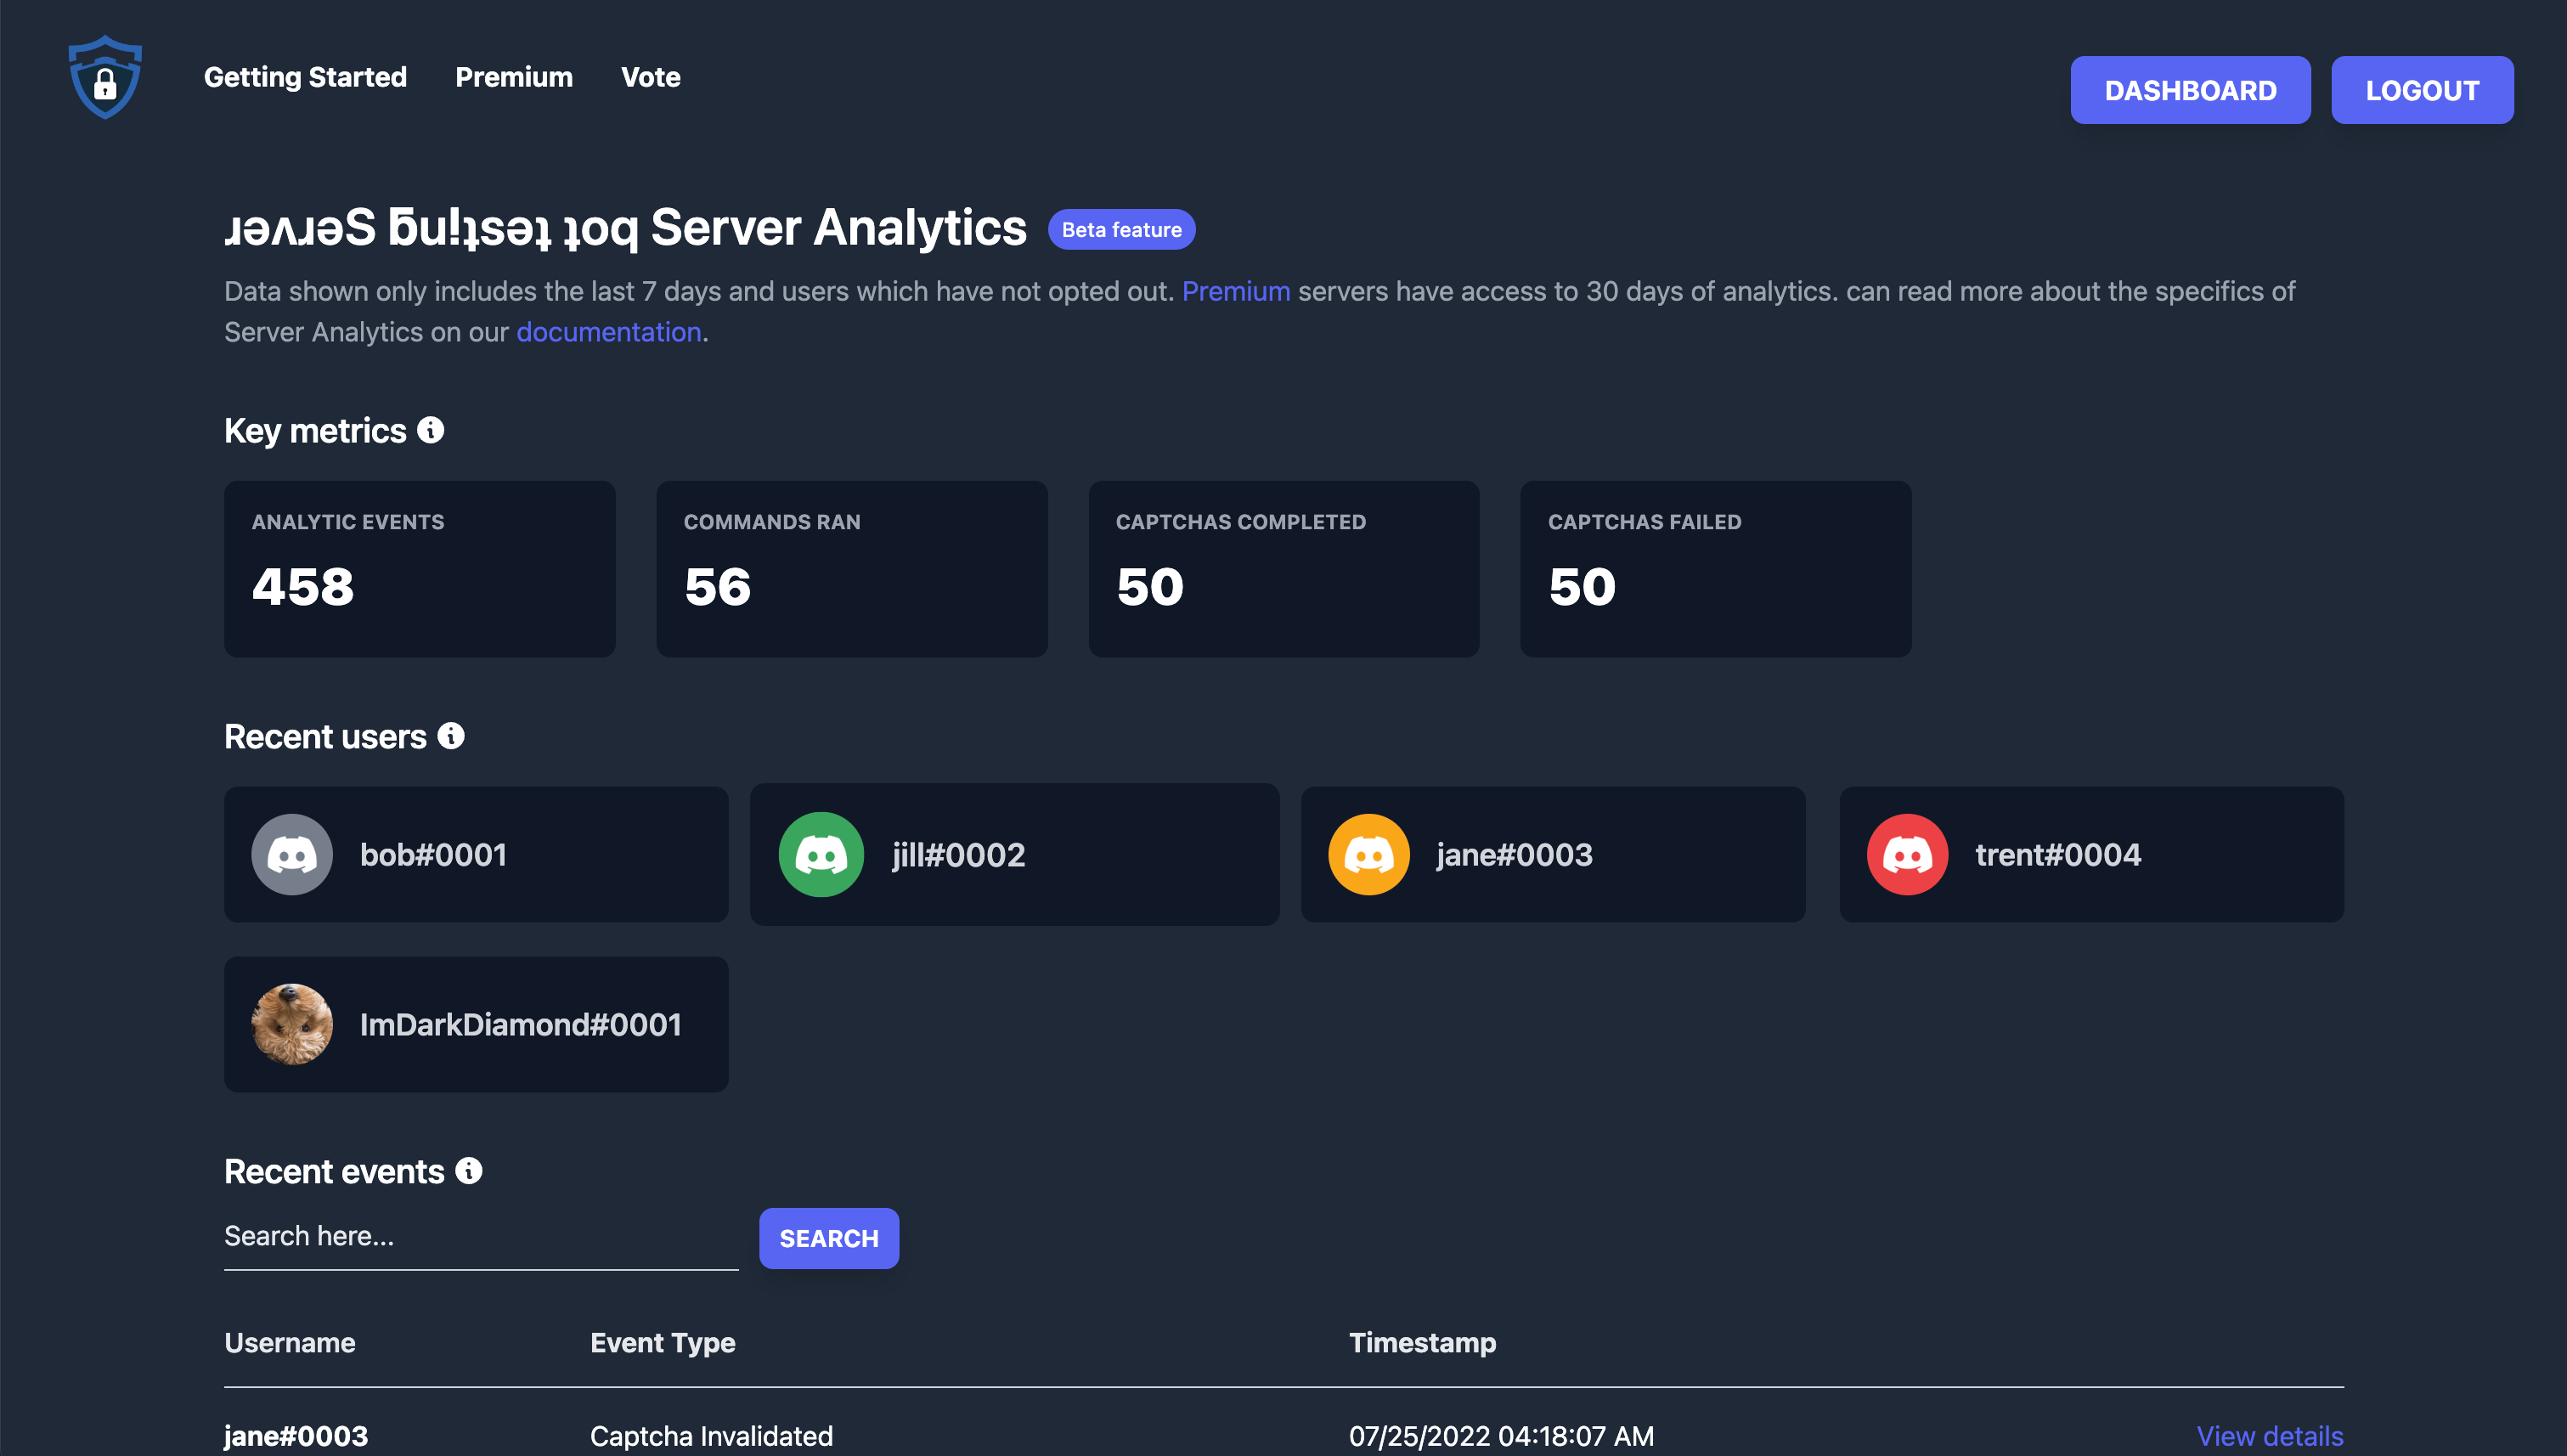 Getting Started Premium Vote
DASHBOARD LOGOUT
ɹǝʌɹǝS ƃuᴉʇsǝʇ ʇoq Server Analytics Beta feature
Data shown only includes the last 7 days and users which have not opted out. Premium servers have access to 30 days of analytics. can read more about the specifics of
Server Analytics on our documentation.
Key metrics
ANALYTIC EVENTS COMMANDS RAN CAPTCHAS COMPLETED CAPTCHAS FAILED
458 56 50 50
Recent users
bob#0001 jill#0002 jane#0003 trent#0004
ImDarkDiamond#0001
Recent events
Search here... SEARCH
Username Event Type Timestamp
jane#0003 Captcha Invalidated 07/25/2022 04:18:07 AM View details